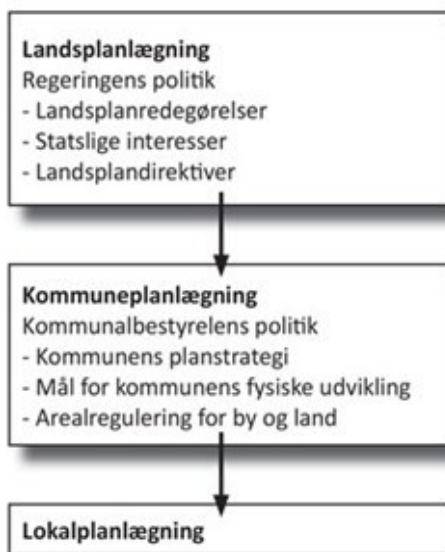 Landsplanlægning
Regeringens politik
- Landsplanredegørelser
- Statslige interesser
- Landsplandirektiver
Kommuneplanlægning
Kommunalbestyrelens politik
- Kommunens planstrategi
- Mål for kommunens fysiske udvikling
- Arealregulering for by og land
Lokalplanlægning